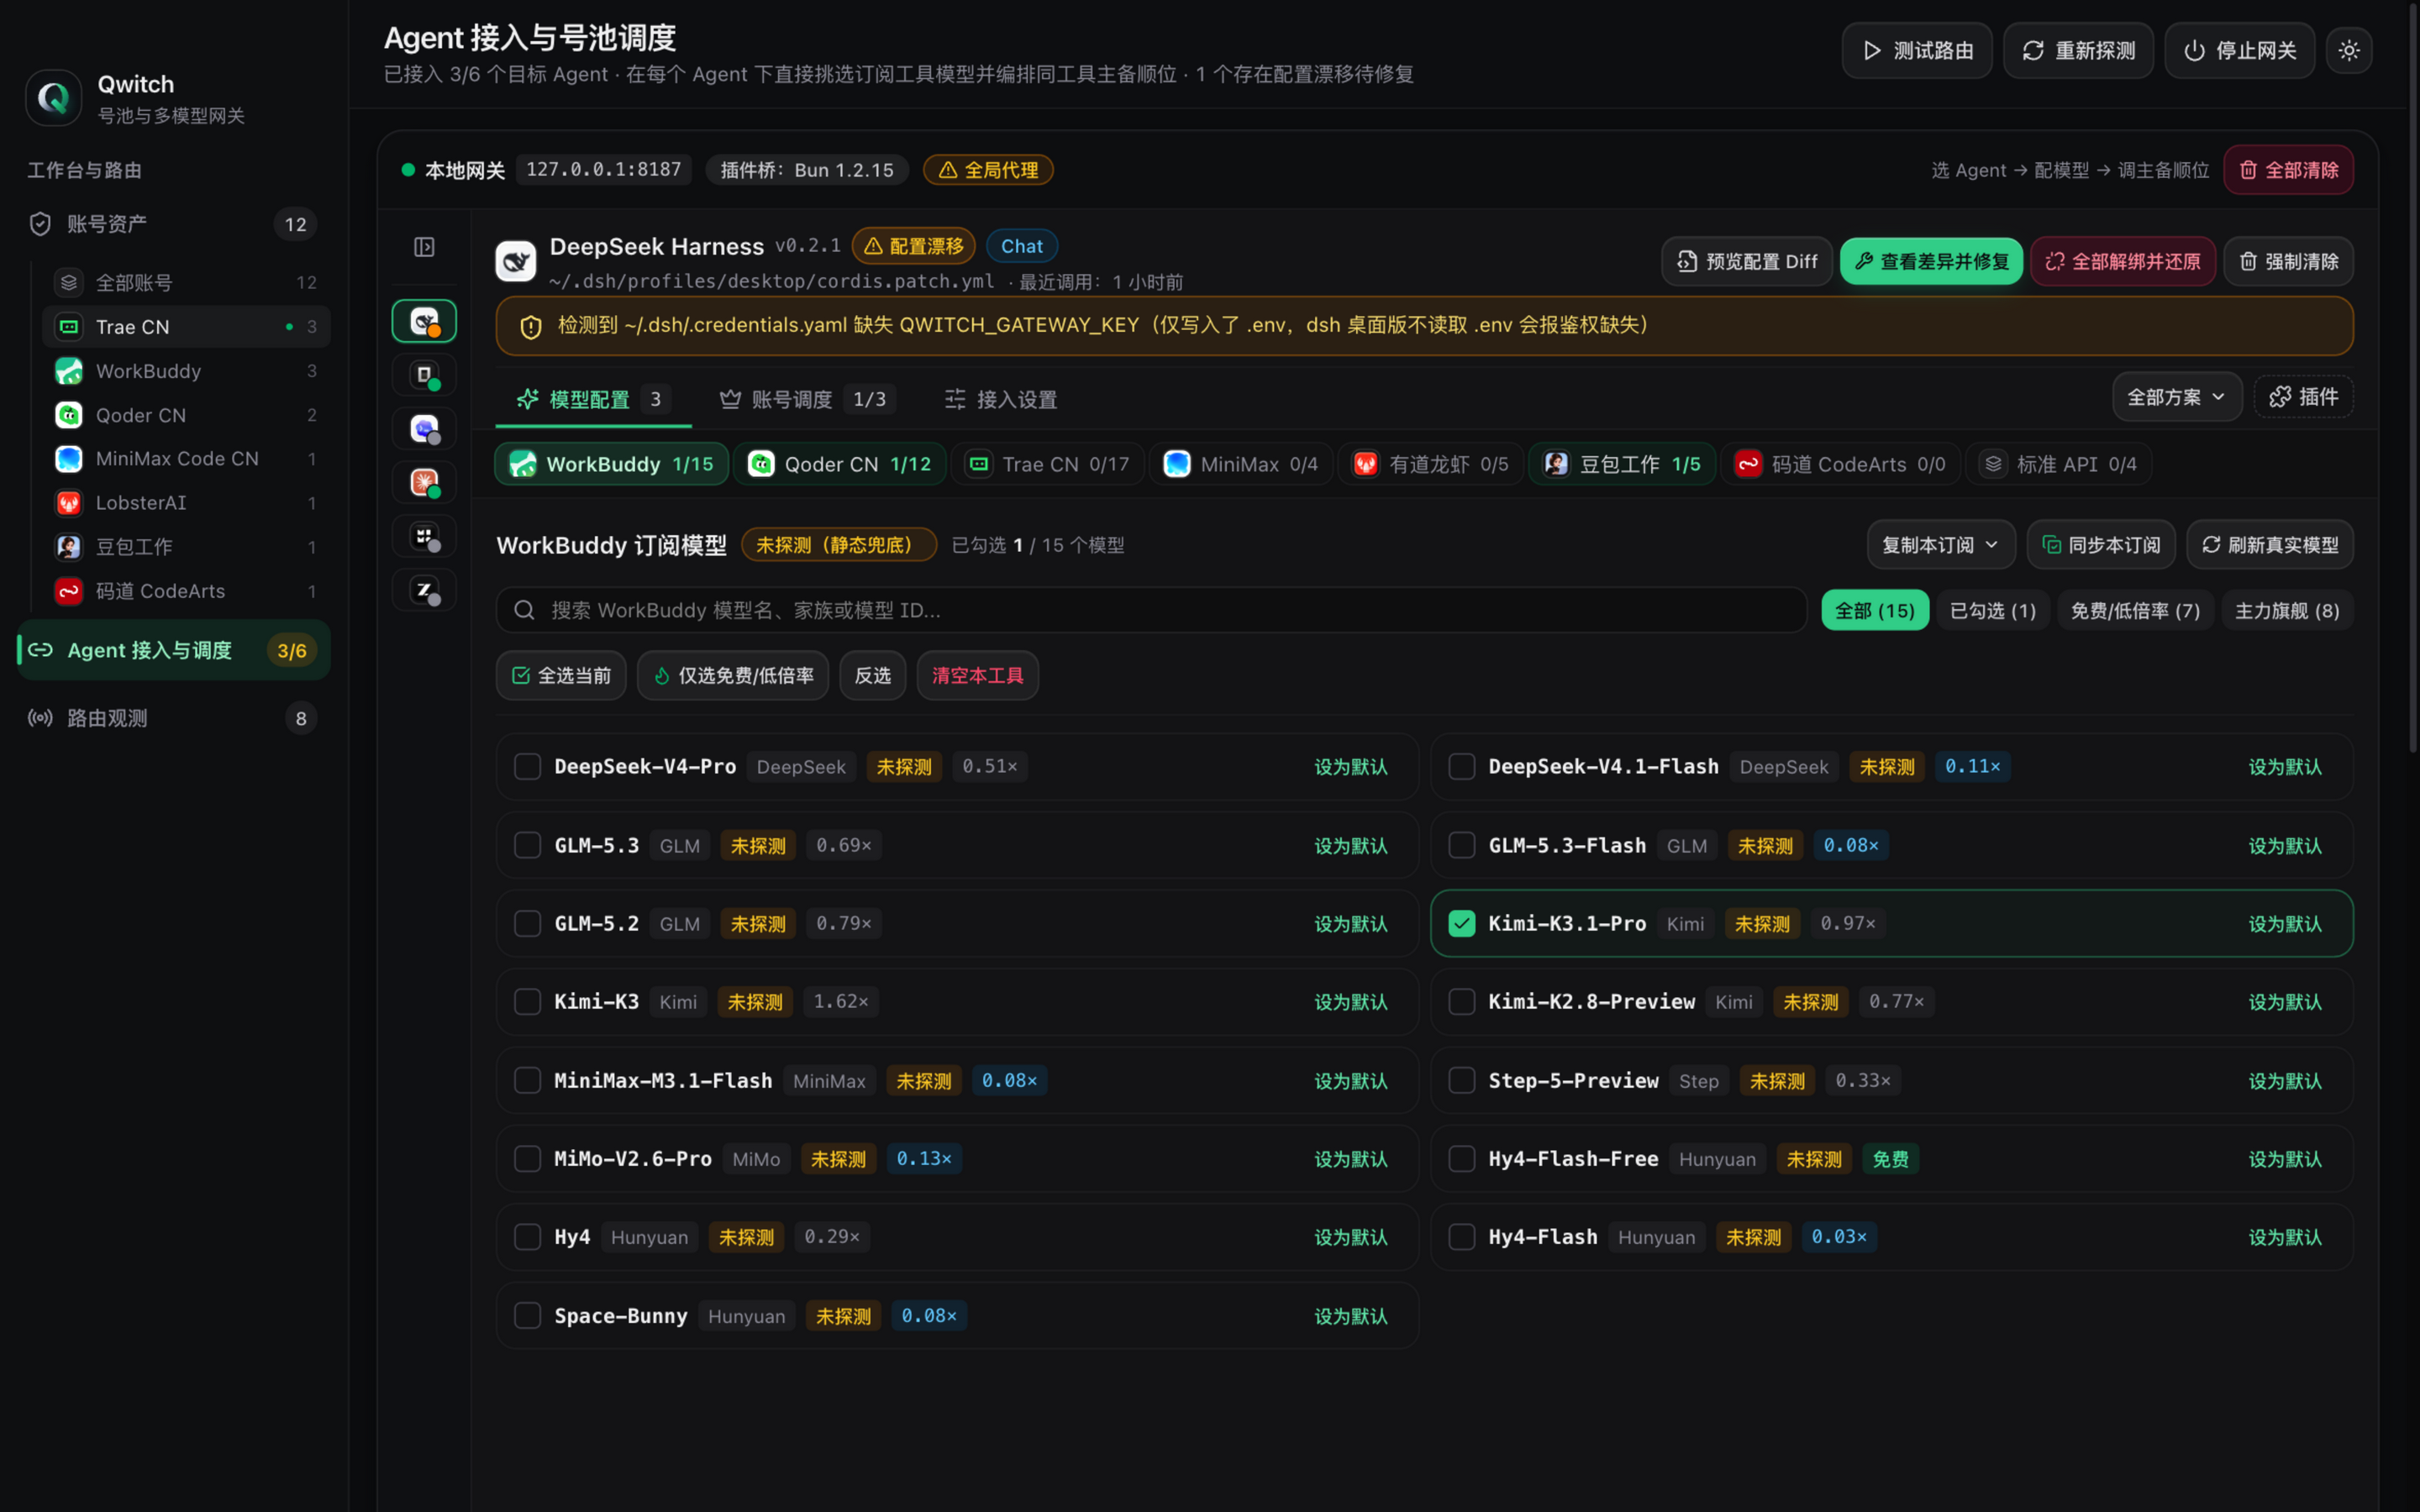 Qwitch
号池与多模型网关
工作台与路由
账号资产 12
全部账号 12
Trae CN 3
WorkBuddy 3
Qoder CN 2
MiniMax Code CN 1
LobsterAI 1
豆包工作 1
码道 CodeArts 1
Agent 接入与调度 3/6
路由观测 8
Agent 接入与号池调度
已接入 3/6 个目标 Agent · 在每个 Agent 下直接挑选订阅工具模型并编排同工具主备顺位 · 1 个存在配置漂移待修复
测试路由 重新探测 停止网关
本地网关 127.0.0.1:8187 插件桥：Bun 1.2.15 全局代理 选 Agent → 配模型 → 调主备顺位 全部清除
DeepSeek Harness v0.2.1 配置漂移 Chat
~/.dsh/profiles/desktop/cordis.patch.yml · 最近调用：1 小时前
预览配置 Diff 查看差异并修复 全部解绑并还原 强制清除
检测到 ~/.dsh/.credentials.yaml 缺失 QWITCH_GATEWAY_KEY（仅写入了 .env，dsh 桌面版不读取 .env 会报鉴权缺失）
模型配置 3 账号调度 1/3 接入设置 全部方案 插件
WorkBuddy 1/15 Qoder CN 1/12 Trae CN 0/17 MiniMax 0/4 有道龙虾 0/5 豆包工作 1/5 码道 CodeArts 0/0 标准 API 0/4
WorkBuddy 订阅模型 未探测（静态兜底） 已勾选 1 / 15 个模型 复制本订阅 同步本订阅 刷新真实模型
搜索 WorkBuddy 模型名、家族或模型 ID... 全部 (15) 已勾选 (1) 免费/低倍率 (7) 主力旗舰 (8)
全选当前 仅选免费/低倍率 反选 清空本工具
DeepSeek-V4-Pro DeepSeek 未探测 0.51× 设为默认
DeepSeek-V4.1-Flash DeepSeek 未探测 0.11× 设为默认
GLM-5.3 GLM 未探测 0.69× 设为默认
GLM-5.3-Flash GLM 未探测 0.08× 设为默认
GLM-5.2 GLM 未探测 0.79× 设为默认
Kimi-K3.1-Pro Kimi 未探测 0.97× 设为默认
Kimi-K3 Kimi 未探测 1.62× 设为默认
Kimi-K2.8-Preview Kimi 未探测 0.77× 设为默认
MiniMax-M3.1-Flash MiniMax 未探测 0.08× 设为默认
Step-5-Preview Step 未探测 0.33× 设为默认
MiMo-V2.6-Pro MiMo 未探测 0.13× 设为默认
Hy4-Flash-Free Hunyuan 未探测 免费 设为默认
Hy4 Hunyuan 未探测 0.29× 设为默认
Hy4-Flash Hunyuan 未探测 0.03× 设为默认
Space-Bunny Hunyuan 未探测 0.08× 设为默认